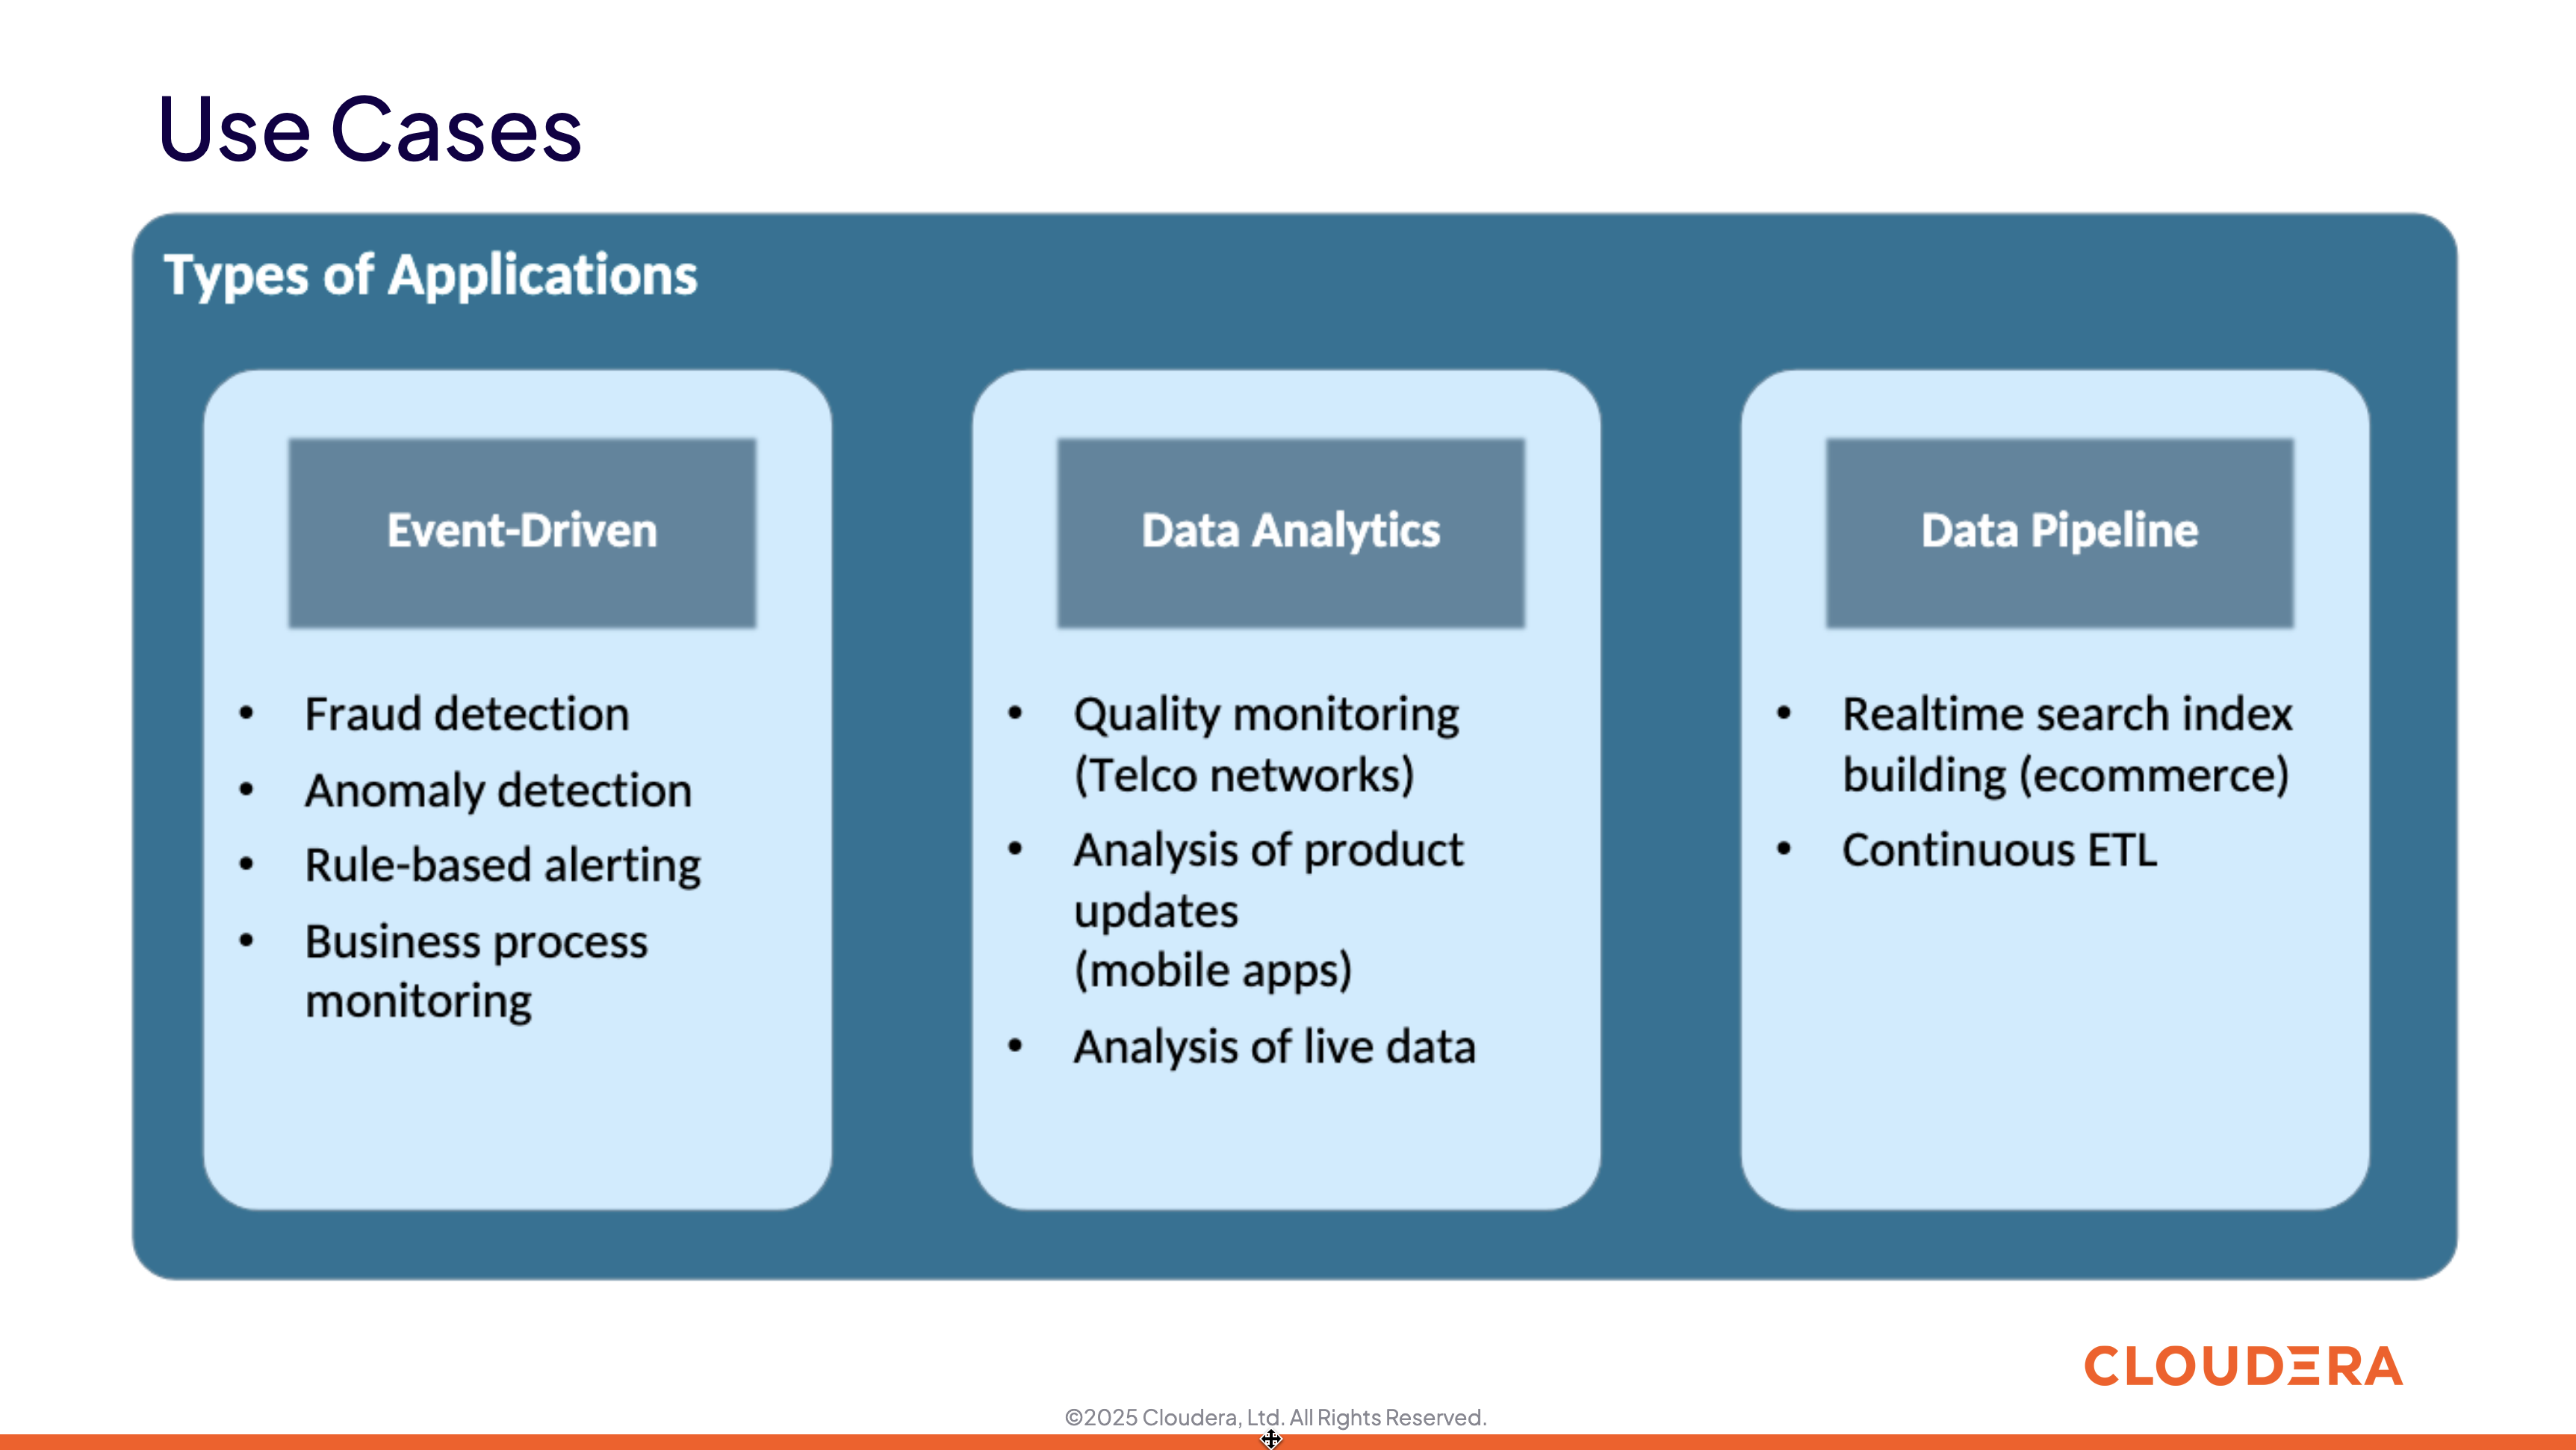 Use Cases
Types of Applications
Event-Driven
• Fraud detection
• Anomaly detection
• Rule-based alerting
• Business process
monitoring
Data Analytics
• Quality monitoring
(Telco networks)
• Analysis of product
updates
(mobile apps)
• Analysis of live data
Data Pipeline
• Realtime search index
building (ecommerce)
• Continuous ETL
CLOUDERA
©2025 Cloudera, Ltd. All Rights Reserved.